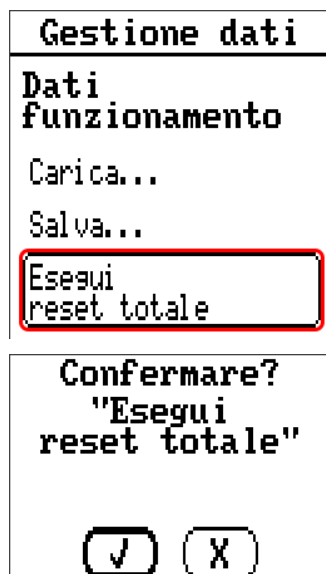 Gestione dati
Dati
funzionamento
Carica...
Salva...
Esegui
reset totale
Confermare?
"Esegui
reset totale"
√ X